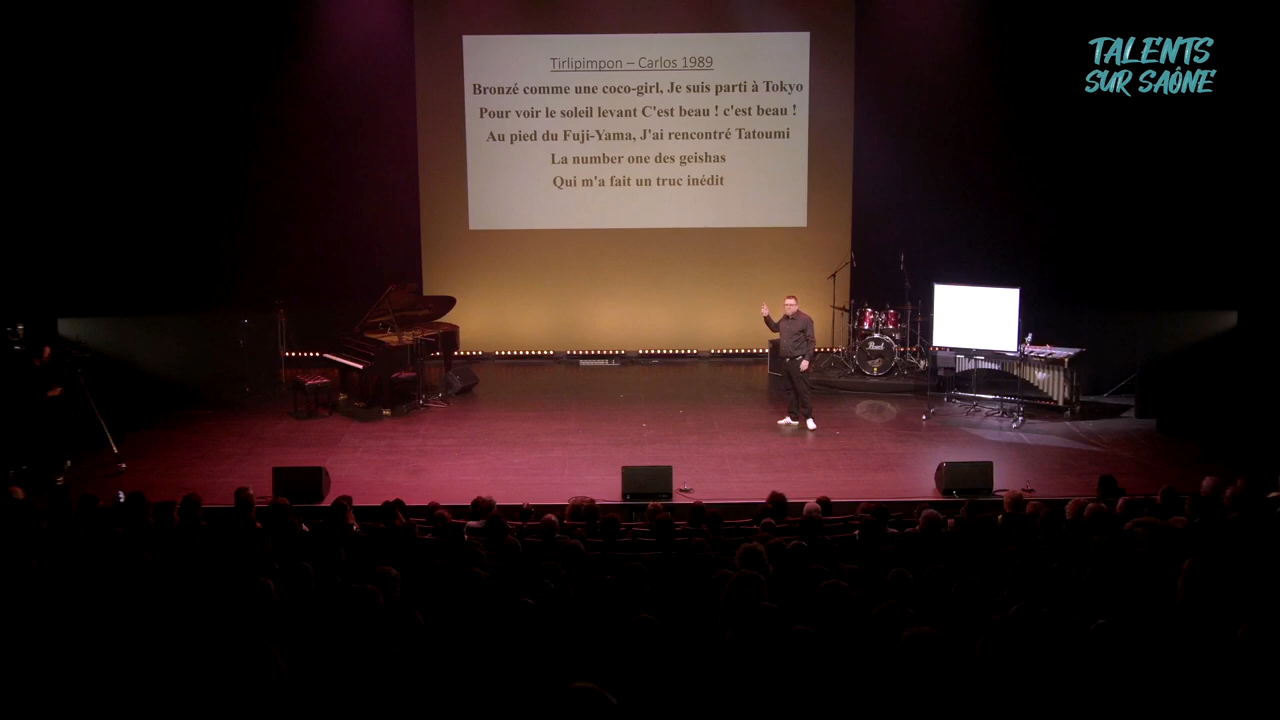 TALENTS
SUR SAÔNE
Tirlipimpon – Carlos 1989
Bronzé comme une coco-girl, Je suis parti à Tokyo
Pour voir le soleil levant C'est beau ! c'est beau !
Au pied du Fuji-Yama, J'ai rencontré Tatoumi
La number one des geishas
Qui m'a fait un truc inédit
Pearl